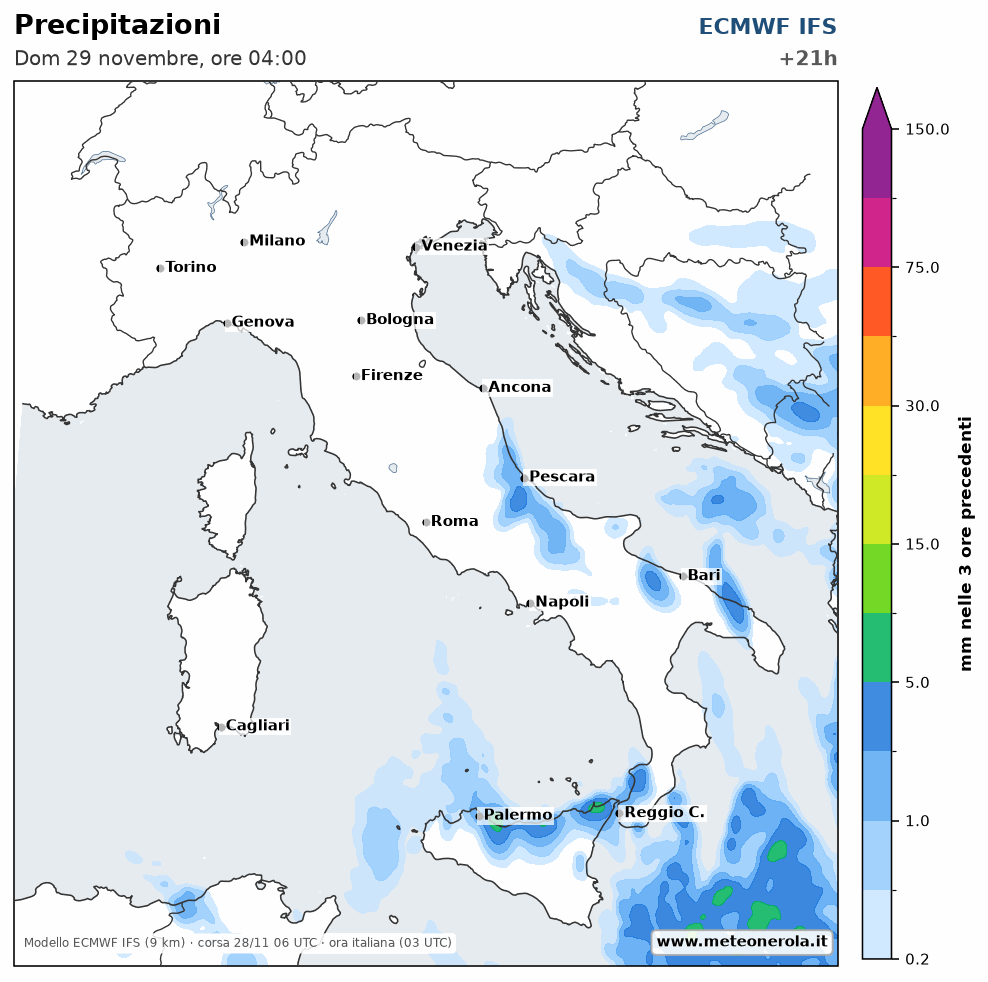 Precipitazioni
ECMWF IFS
Dom 29 novembre, ore 04:00
+21h
Milano
Venezia
Torino
Genova
Bologna
Firenze
Ancona
Pescara
Roma
Bari
Napoli
Cagliari
Palermo
Reggio C.
150.0
75.0
30.0
15.0
5.0
1.0
0.2
mm nelle 3 ore precedenti
Modello ECMWF IFS (9 km) · corsa 28/11 06 UTC · ora italiana (03 UTC)
www.meteonerola.it